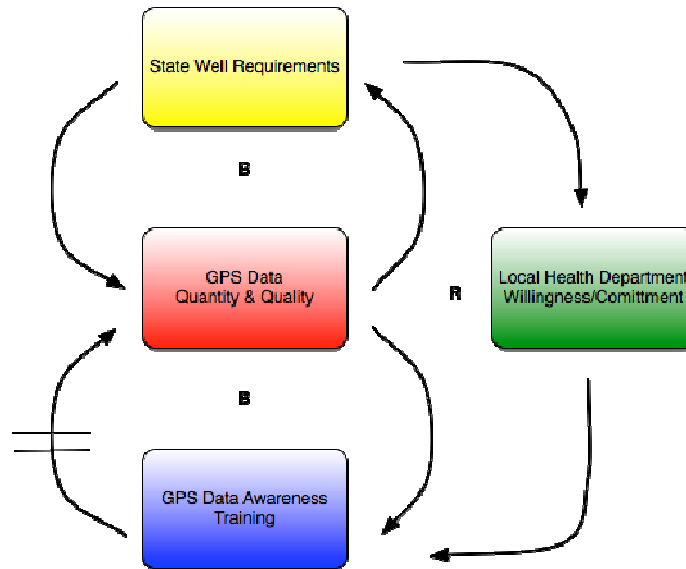 State Well Requirements
B
GPS Data
Quantity & Quality
R
Local Health Department
Willingness/Comittment
B
GPS Data Awareness
Training